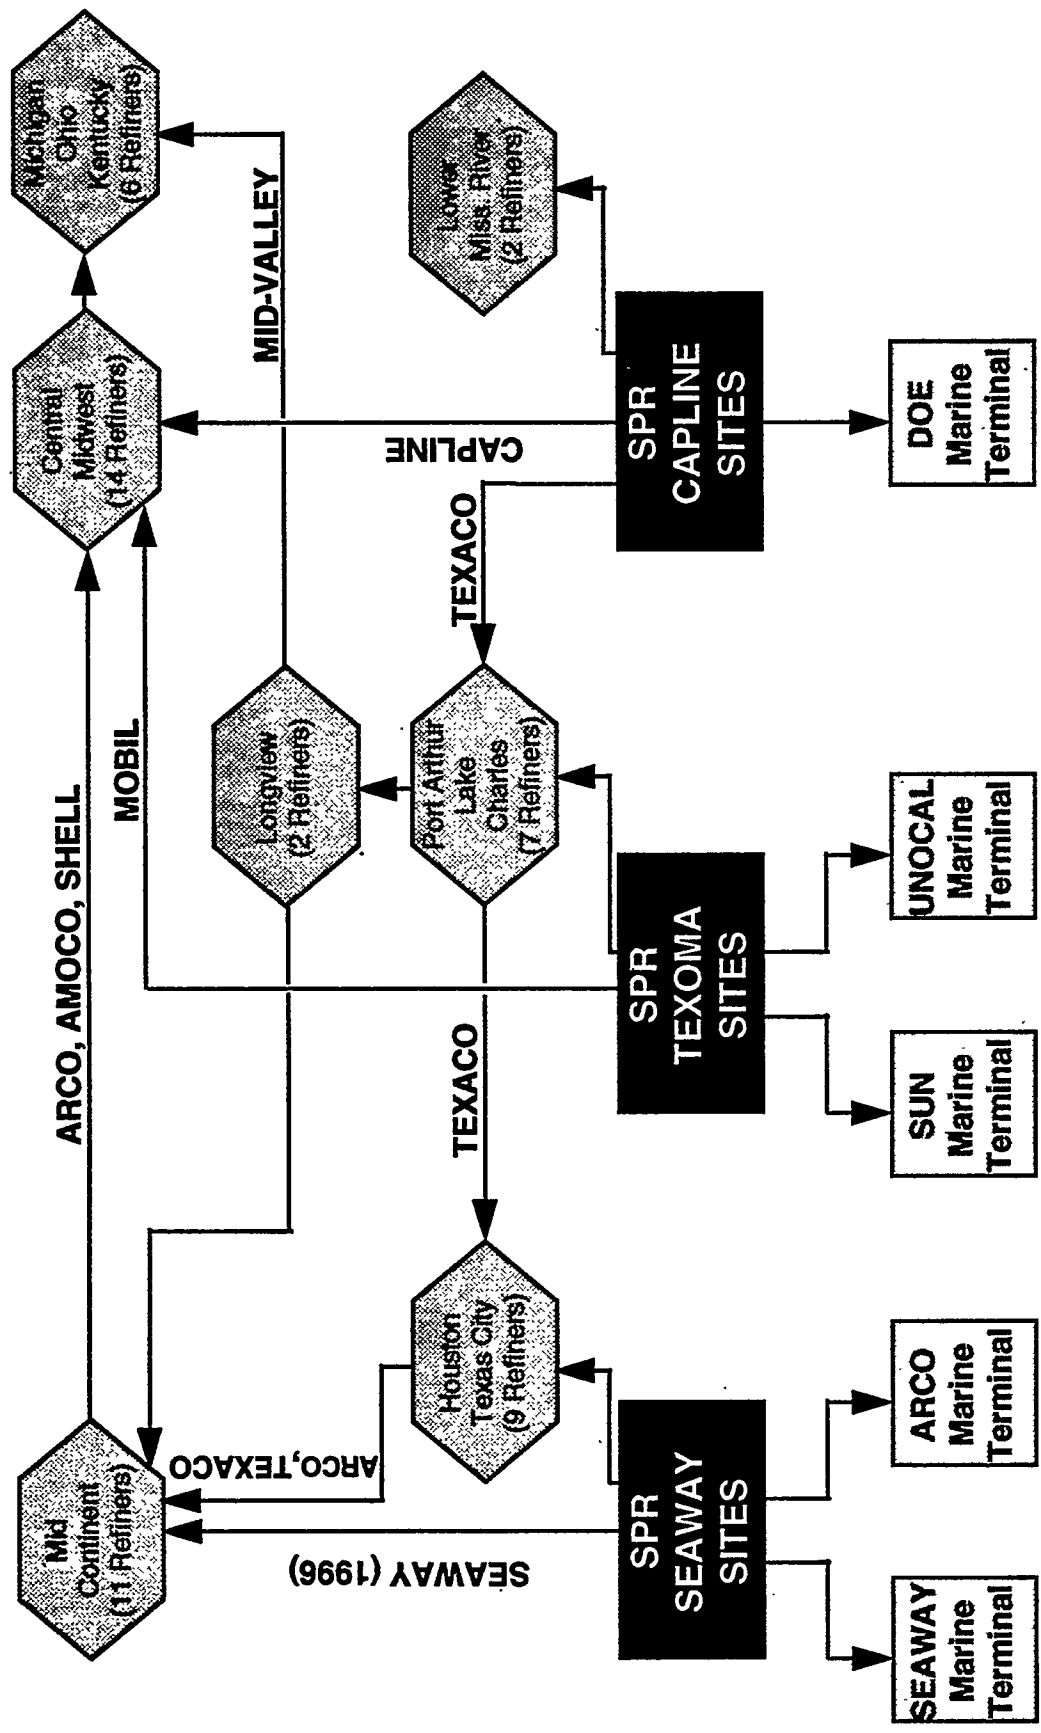 Mid
Continent
(11 Refiners)
ARCO, AMOCO, SHELL
Central
Midwest
(14 Refiners)
Michigan
Ohio
Kentucky
(6 Refiners)
MOBIL
SEAWAY (1996)
ARCO,TEXACO
Longview
(2 Refiners)
MID-VALLEY
Houston
Texas City
(9 Refiners)
TEXACO
Port Arthur
Lake
Charles
(7 Refiners)
TEXACO
CAPLINE
Lower
Miss. River
(2 Refiners)
SPR
SEAWAY
SITES
SPR
TEXOMA
SITES
SPR
CAPLINE
SITES
SEAWAY
Marine
Terminal
ARCO
Marine
Terminal
SUN
Marine
Terminal
UNOCAL
Marine
Terminal
DOE
Marine
Terminal